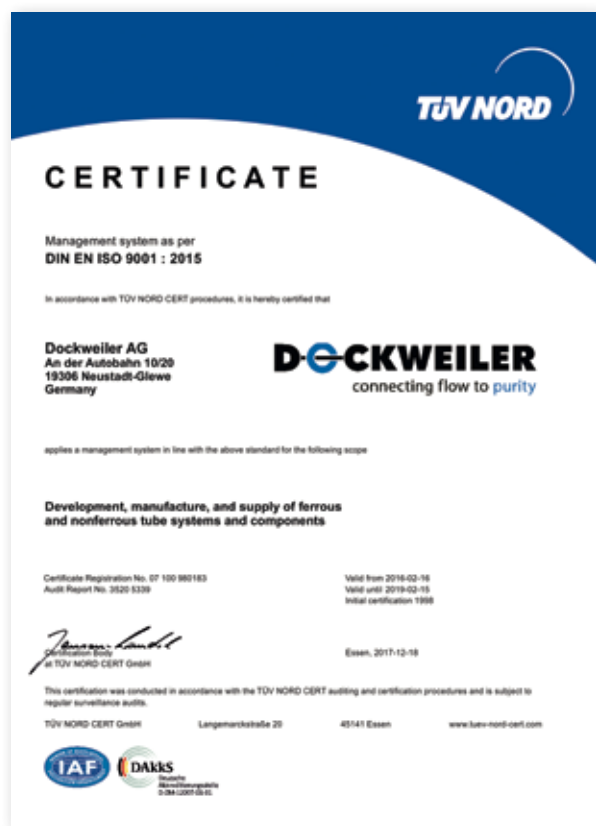 TÜV NORD
CERTIFICATE
Management system as per
DIN EN ISO 9001 : 2015
In accordance with TÜV NORD CERT procedures, it is hereby certified that
Dockweiler AG
An der Autobahn 10/20
19306 Neustadt-Glewe
Germany
DOCKWEILER
connecting flow to purity
applies a management system in line with the above standard for the following scope
Development, manufacture, and supply of ferrous
and nonferrous tube systems and components
Certificate Registration No. 07 100 980183
Audit Report No. 3520 5339
Valid from 2016-02-16
Valid until 2019-02-15
Initial certification 1998
Certification Body
at TÜV NORD CERT GmbH
Essen, 2017-12-18
This certification was conducted in accordance with the TÜV NORD CERT auditing and certification procedures and is subject to
regular surveillance audits.
TÜV NORD CERT GmbH Langemarckstraße 20 45141 Essen www.tuev-nord-cert.com
IAF
DAkkS
Deutsche
Akkreditierungsstelle